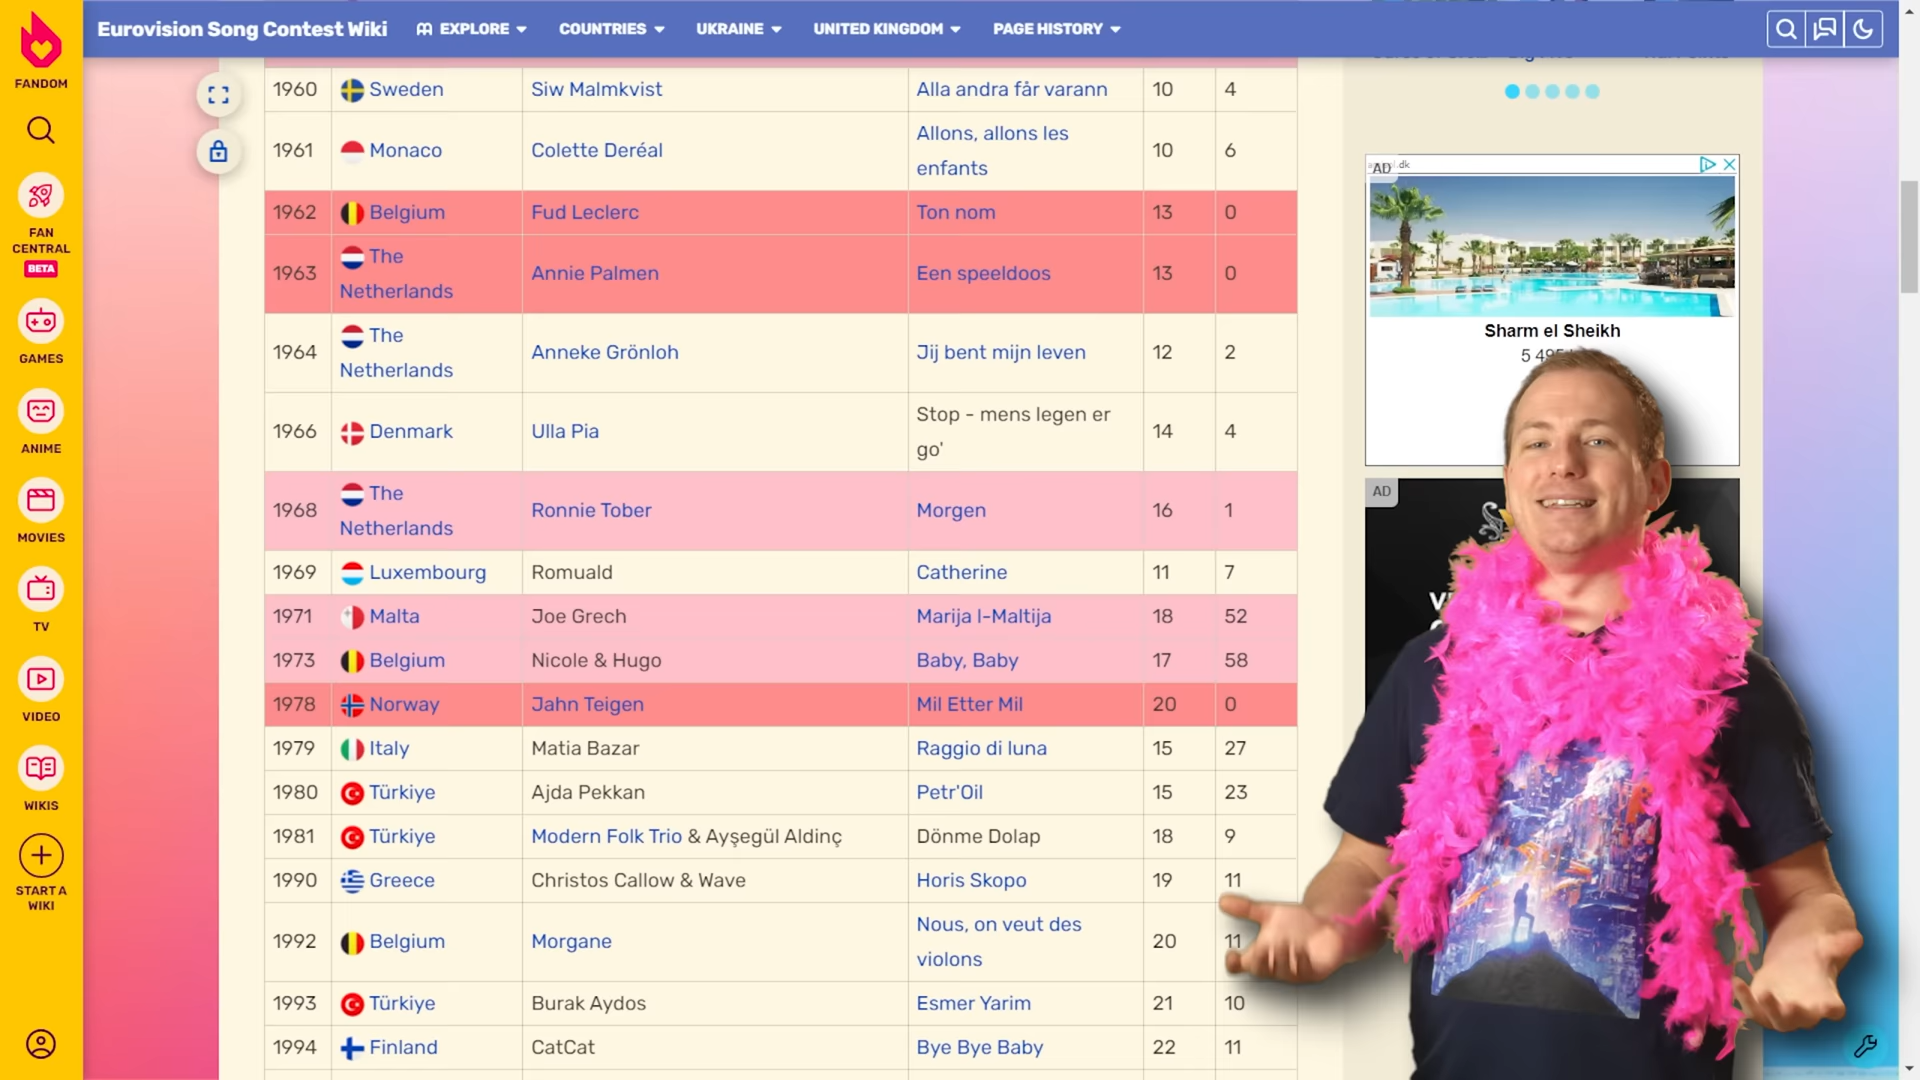 Eurovision Song Contest Wiki
EXPLORE
COUNTRIES
UKRAINE
UNITED KINGDOM
PAGE HISTORY
FANDOM
FAN
CENTRAL
BETA
GAMES
ANIME
MOVIES
TV
VIDEO
WIKIS
START A
WIKI
1960 Sweden Siw Malmkvist Alla andra får varann 10 4
1961 Monaco Colette Deréal Allons, allons les
enfants 10 6
1962 Belgium Fud Leclerc Ton nom 13 0
1963 The
Netherlands Annie Palmen Een speeldoos 13 0
1964 The
Netherlands Anneke Grönloh Jij bent mijn leven 12 2
1966 Denmark Ulla Pia Stop - mens legen er
go' 14 4
1968 The
Netherlands Ronnie Tober Morgen 16 1
1969 Luxembourg Romuald Catherine 11 7
1971 Malta Joe Grech Marija l-Maltija 18 52
1973 Belgium Nicole & Hugo Baby, Baby 17 58
1978 Norway Jahn Teigen Mil Etter Mil 20 0
1979 Italy Matia Bazar Raggio di luna 15 27
1980 Türkiye Ajda Pekkan Petr'Oil 15 23
1981 Türkiye Modern Folk Trio & Ayşegül Aldinç Dönme Dolap 18 9
1990 Greece Christos Callow & Wave Horis Skopo 19 11
1992 Belgium Morgane Nous, on veut des
violons 20 11
1993 Türkiye Burak Aydos Esmer Yarim 21 10
1994 Finland CatCat Bye Bye Baby 22 11
AD
Sharm el Sheikh
AD